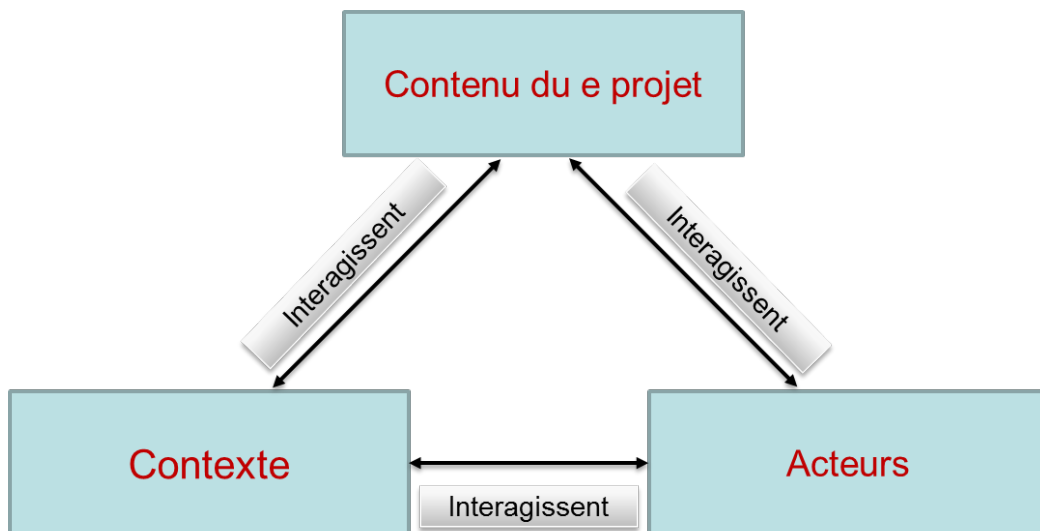 Contenu du e projet
Interagissent
Interagissent
Contexte
Acteurs
Interagissent